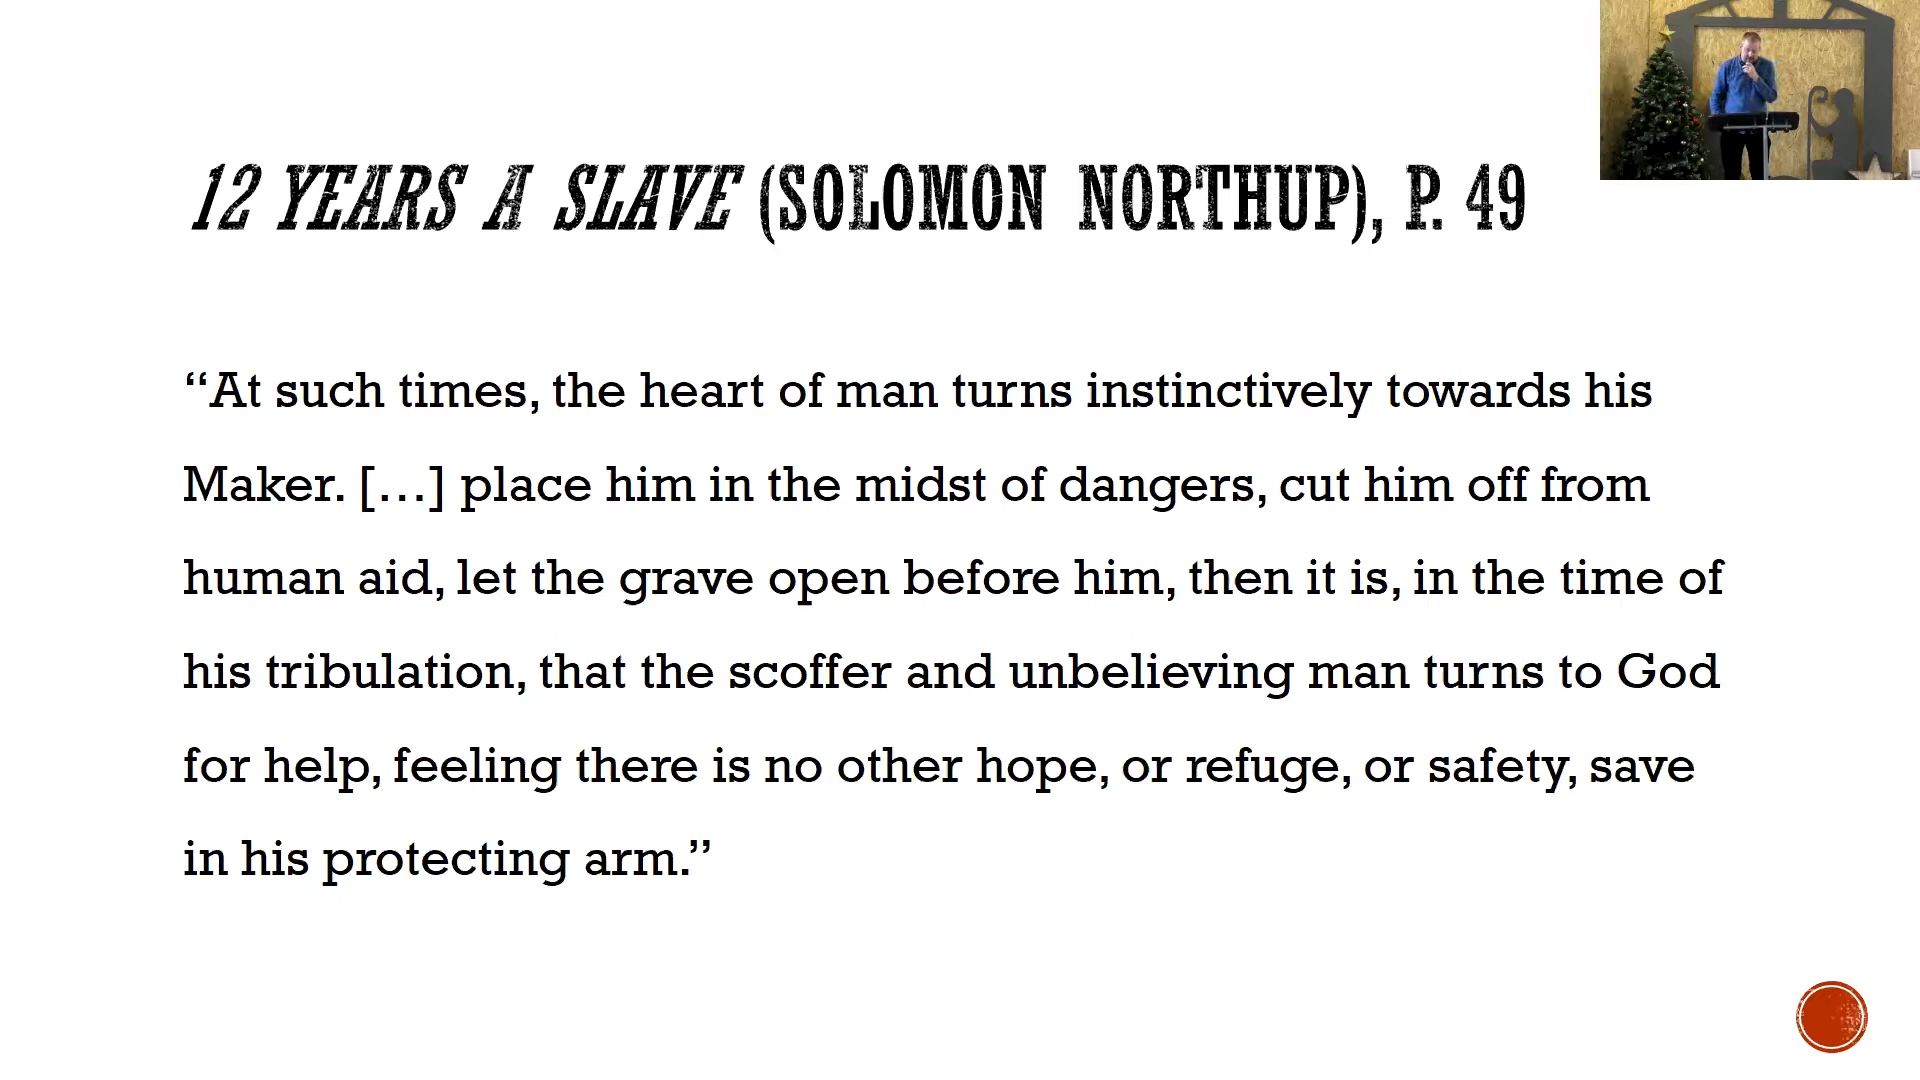 12 YEARS A SLAVE (SOLOMON NORTHUP), P. 49
“At such times, the heart of man turns instinctively towards his
Maker. […] place him in the midst of dangers, cut him off from
human aid, let the grave open before him, then it is, in the time of
his tribulation, that the scoffer and unbelieving man turns to God
for help, feeling there is no other hope, or refuge, or safety, save
in his protecting arm.”